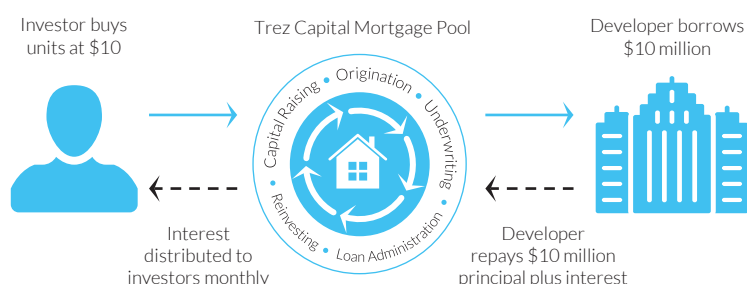 Investor buys
units at $10
Trez Capital Mortgage Pool
Developer borrows
$10 million
Capital Raising
Origination
Underwriting
Loan Administration
Reinvesting
Interest
distributed to
investors monthly
Developer
repays $10 million
principal plus interest